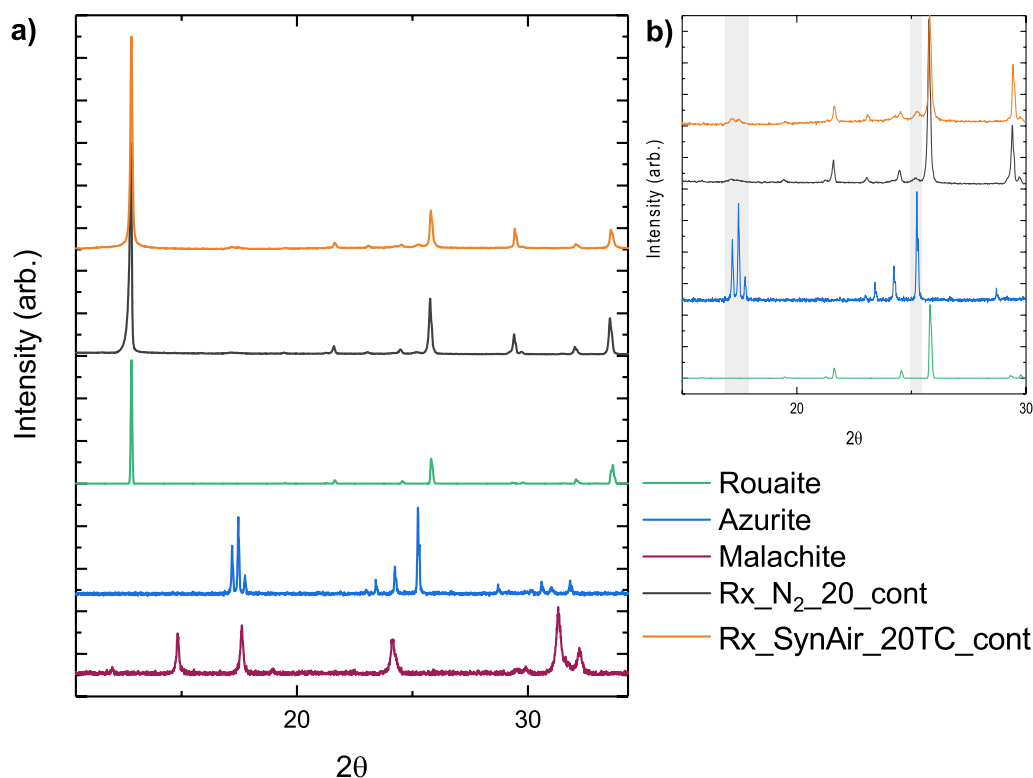 a)
Intensity (arb.)
20
30
2θ
b)
Intensity (arb.)
20
30
2θ
Rouaite
Azurite
Malachite
Rx_N₂_20_cont
Rx_SynAir_20TC_cont